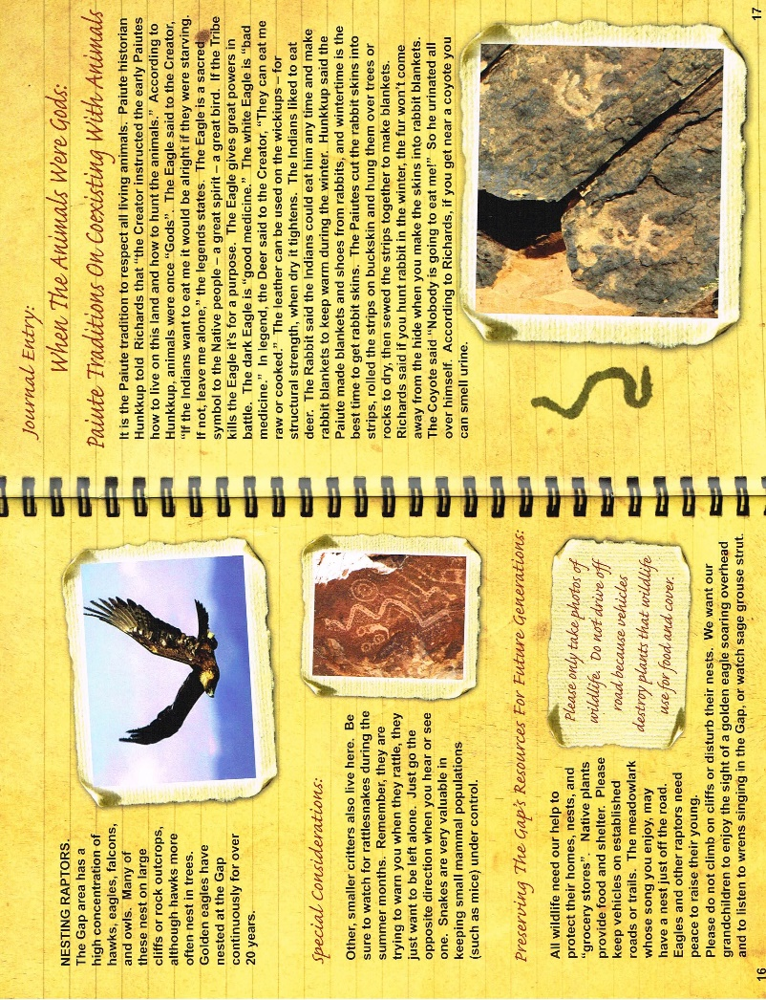 NESTING RAPTORS.
The Gap area has a
high concentration of
hawks, eagles, falcons,
and owls.  Many of
these nest on large
cliffs or rock outcrops,
although hawks more
often nest in trees.
Golden eagles have
nested at the Gap
continuously for over
20 years.
Special Considerations:
Other, smaller critters also live here.  Be
sure to watch for rattlesnakes during the
summer months.  Remember, they are
trying to warn you when they rattle, they
just want to be left alone.  Just go the
opposite direction when you hear or see
one.  Snakes are very valuable in
keeping small mammal populations
(such as mice) under control.
Preserving The Gap's Resources For Future Generations:
All wildlife need our help to
protect their homes, nests, and
"grocery stores".  Native plants
provide food and shelter.  Please
keep vehicles on established
roads or trails.  The meadowlark
whose song you enjoy, may
have a nest just off the road.
Eagles and other raptors need
peace to raise their young.
Please do not climb on cliffs or disturb their nests.  We want our
grandchildren to enjoy the sight of a golden eagle soaring overhead
and to listen to wrens singing in the Gap, or watch sage grouse strut.
Please only take photos of
wildlife.  Do not drive off
road because vehicles
destroy plants that wildlife
use for food and cover.
16
Journal Entry:
When The Animals Were Gods:
Paiute Traditions On Coexisting With Animals
It is the Paiute tradition to respect all living animals.  Paiute historian
Hunkkup told  Richards that "the Creator instructed the early Paiutes
how to live on this land and how to hunt the animals."  According to
Hunkkup, animals were once "Gods".  The Eagle said to the Creator,
"If the Indians want to eat me it would be alright if they were starving.
If not, leave me alone," the legends states.  The Eagle is a sacred
symbol to the Native people – a great spirit – a great bird.  If the Tribe
kills the Eagle it's for a purpose.  The Eagle gives great powers in
battle.  The dark Eagle is "good medicine."  The white Eagle is "bad
medicine."  In legend, the Deer said to the Creator, "They can eat me
raw or cooked."  The leather can be used on the wickiups – for
structural strength, when dry it tightens.  The Indians liked to eat
deer.  The Rabbit said the Indians could eat him any time and make
rabbit blankets to keep warm during the winter.  Hunkkup said the
Paiute made blankets and shoes from rabbits, and wintertime is the
best time to get rabbit skins.  The Paiutes cut the rabbit skins into
strips, rolled the strips on buckskin and hung them over trees or
rocks to dry, then sewed the strips together to make blankets.
Richards said if you hunt rabbit in the winter, the fur won't come
away from the hide when you make the skins into rabbit blankets.
The Coyote said "Nobody is going to eat me!"  So he urinated all
over himself.  According to Richards, if you get near a coyote you
can smell urine.
17